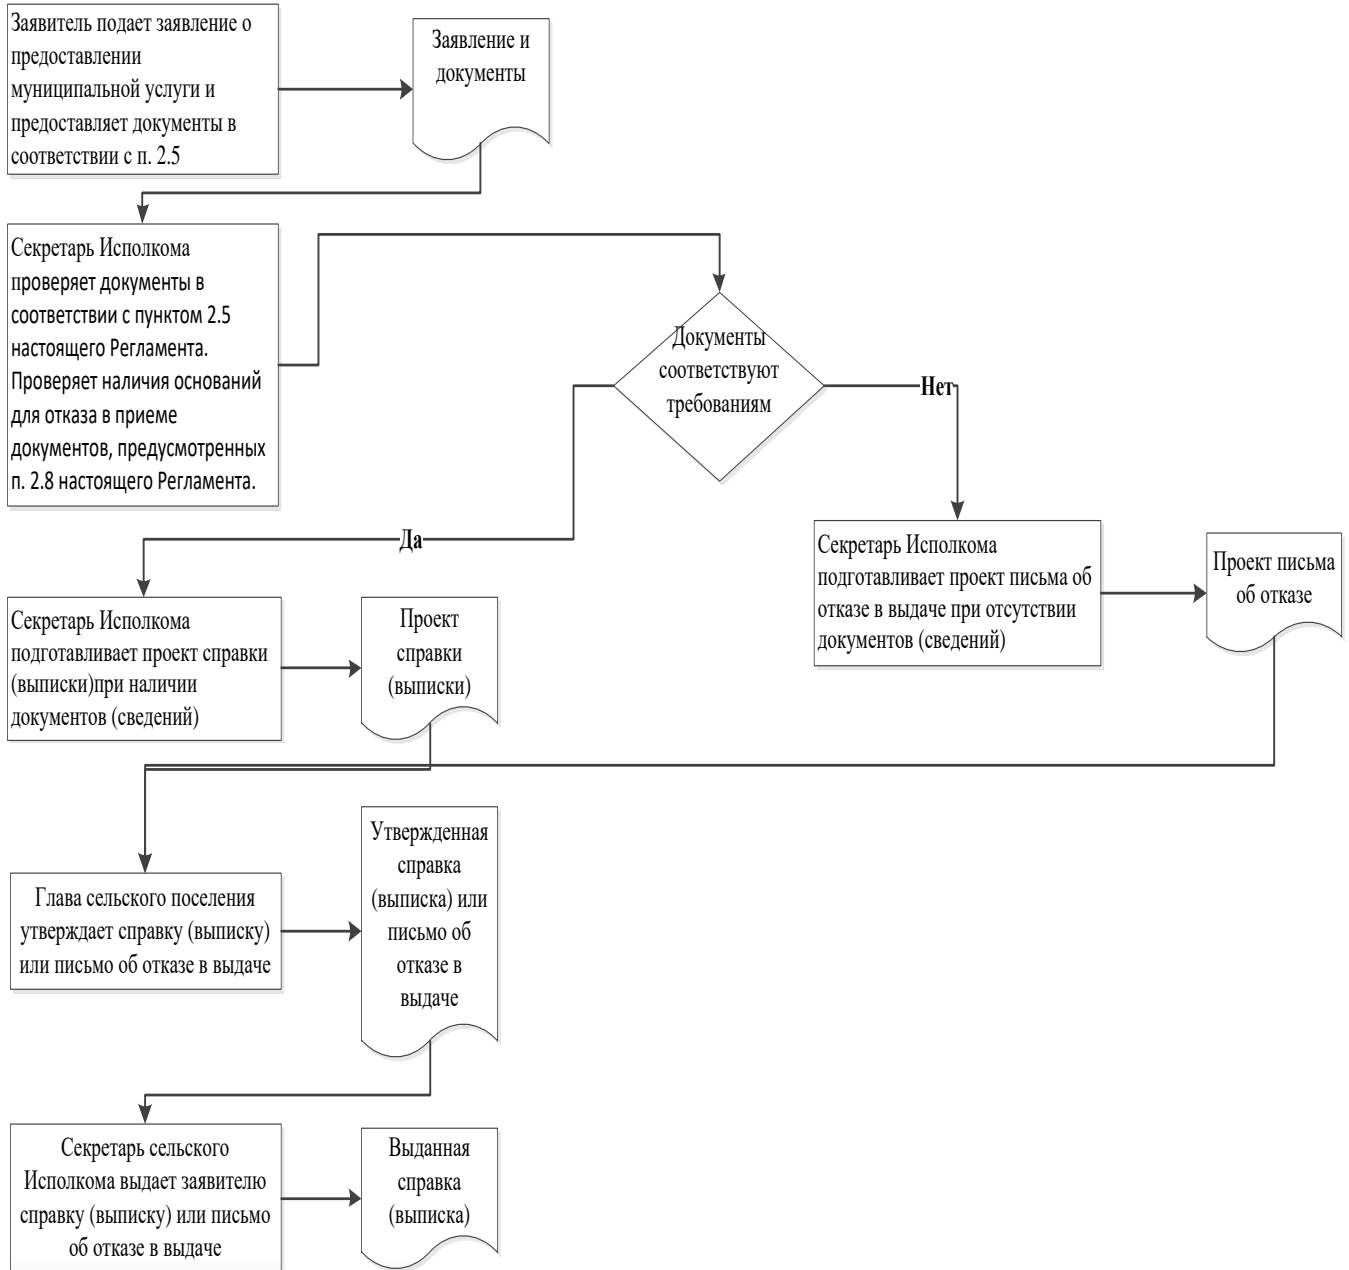 Заявитель подает заявление о
предоставлении
муниципальной услуги и
предоставляет документы в
соответствии с п. 2.5
Заявление и
документы
Секретарь Исполкома
проверяет документы в
соответствии с пунктом 2.5
настоящего Регламента.
Проверяет наличия оснований
для отказа в приеме
документов, предусмотренных
п. 2.8 настоящего Регламента.
Документы
соответствуют
требованиям
Нет
Да
Секретарь Исполкома
подготавливает проект письма об
отказе в выдаче при отсутствии
документов (сведений)
Проект письма
об отказе
Секретарь Исполкома
подготавливает проект справки
(выписки)при наличии
документов (сведений)
Проект
справки
(выписки)
Глава сельского поселения
утверждает справку (выписку)
или письмо об отказе в выдаче
Утвержденная
справка
(выписка) или
письмо об
отказе в
выдаче
Секретарь сельского
Исполкома выдает заявителю
справку (выписку) или письмо
об отказе в выдаче
Выданная
справка
(выписка)